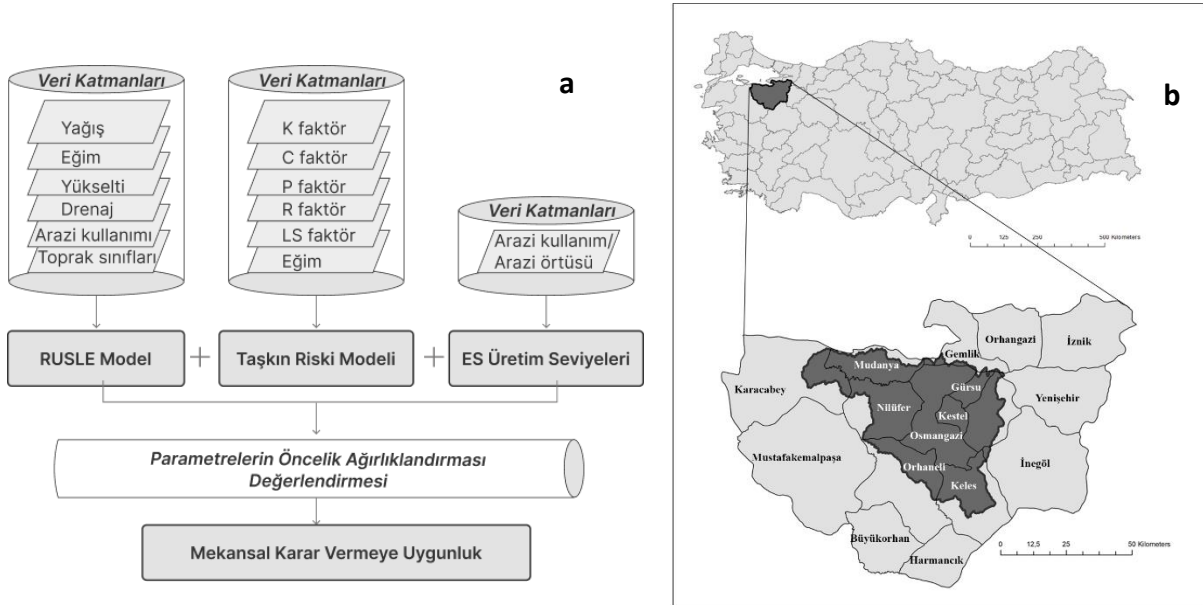 Veri Katmanları
Yağış
Eğim
Yükselti
Drenaj
Arazi kullanımı
Toprak sınıfları
Veri Katmanları
K faktör
C faktör
P faktör
R faktör
LS faktör
Eğim
Veri Katmanları
Arazi kullanım/
Arazi örtüsü
a
RUSLE Model
+
Taşkın Riski Modeli
+
ES Üretim Seviyeleri
Parametrelerin Öncelik Ağırlıklandırması
Değerlendirmesi
Mekansal Karar Vermeye Uygunluk
b
0 125 250 500 Kilometers
Gemlik
Orhangazi
İznik
Mudanya
Karacabey
Gürsu
Yenişehir
Nilüfer
Kestel
Osmangazi
Mustafakemalpaşa
Orhaneli
İnegöl
Keles
Büyükorhan
Harmancık
0 12,5 25 50 Kilometers